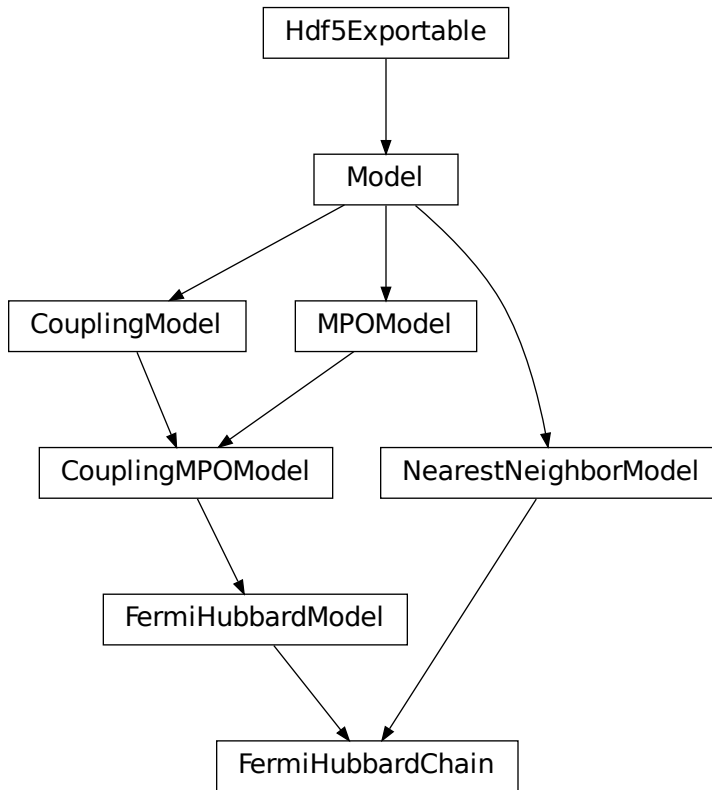 Hdf5Exportable
Model
CouplingModel
MPOModel
CouplingMPOModel
NearestNeighborModel
FermiHubbardModel
FermiHubbardChain